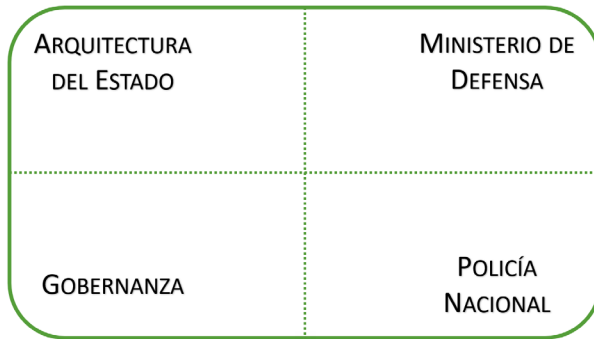 ARQUITECTURA
DEL ESTADO
MINISTERIO DE
DEFENSA
GOBERNANZA
POLICÍA
NACIONAL